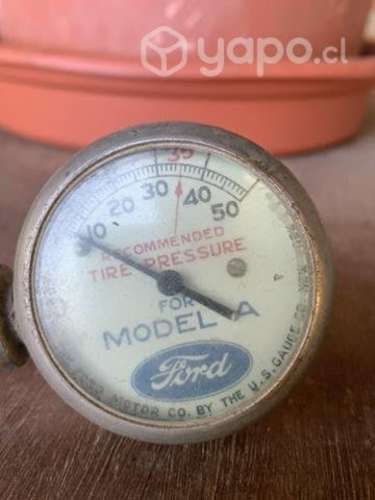 yapo.cl
35
10 20 30 40 50
RECOMMENDED
TIRE PRESSURE
FOR
MODEL A
Ford
MOTOR CO. BY THE U.S. GAUGE CO.